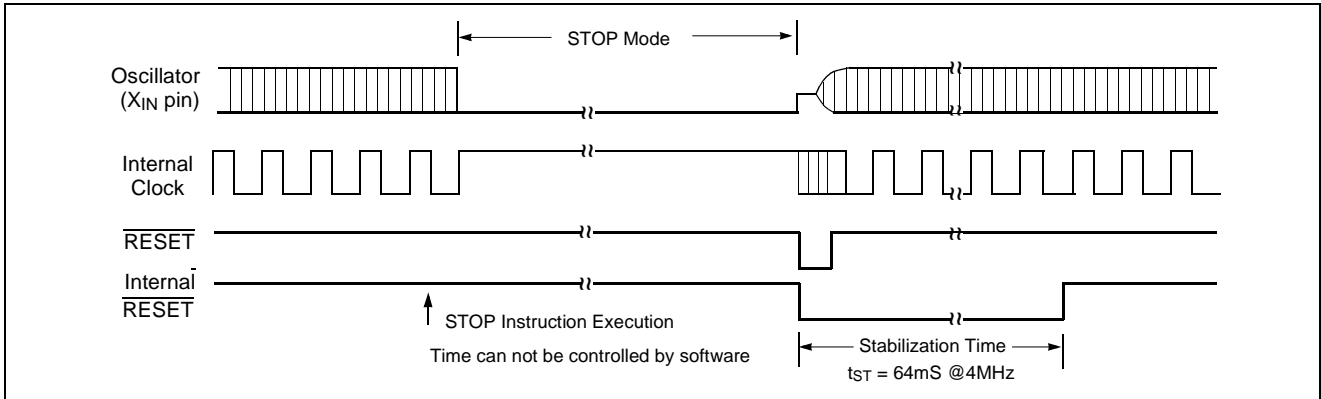 STOP Mode
Oscillator
(XIN pin)
Internal
Clock
RESET
Internal
RESET
STOP Instruction Execution
Time can not be controlled by software
Stabilization Time
tST = 64mS @4MHz